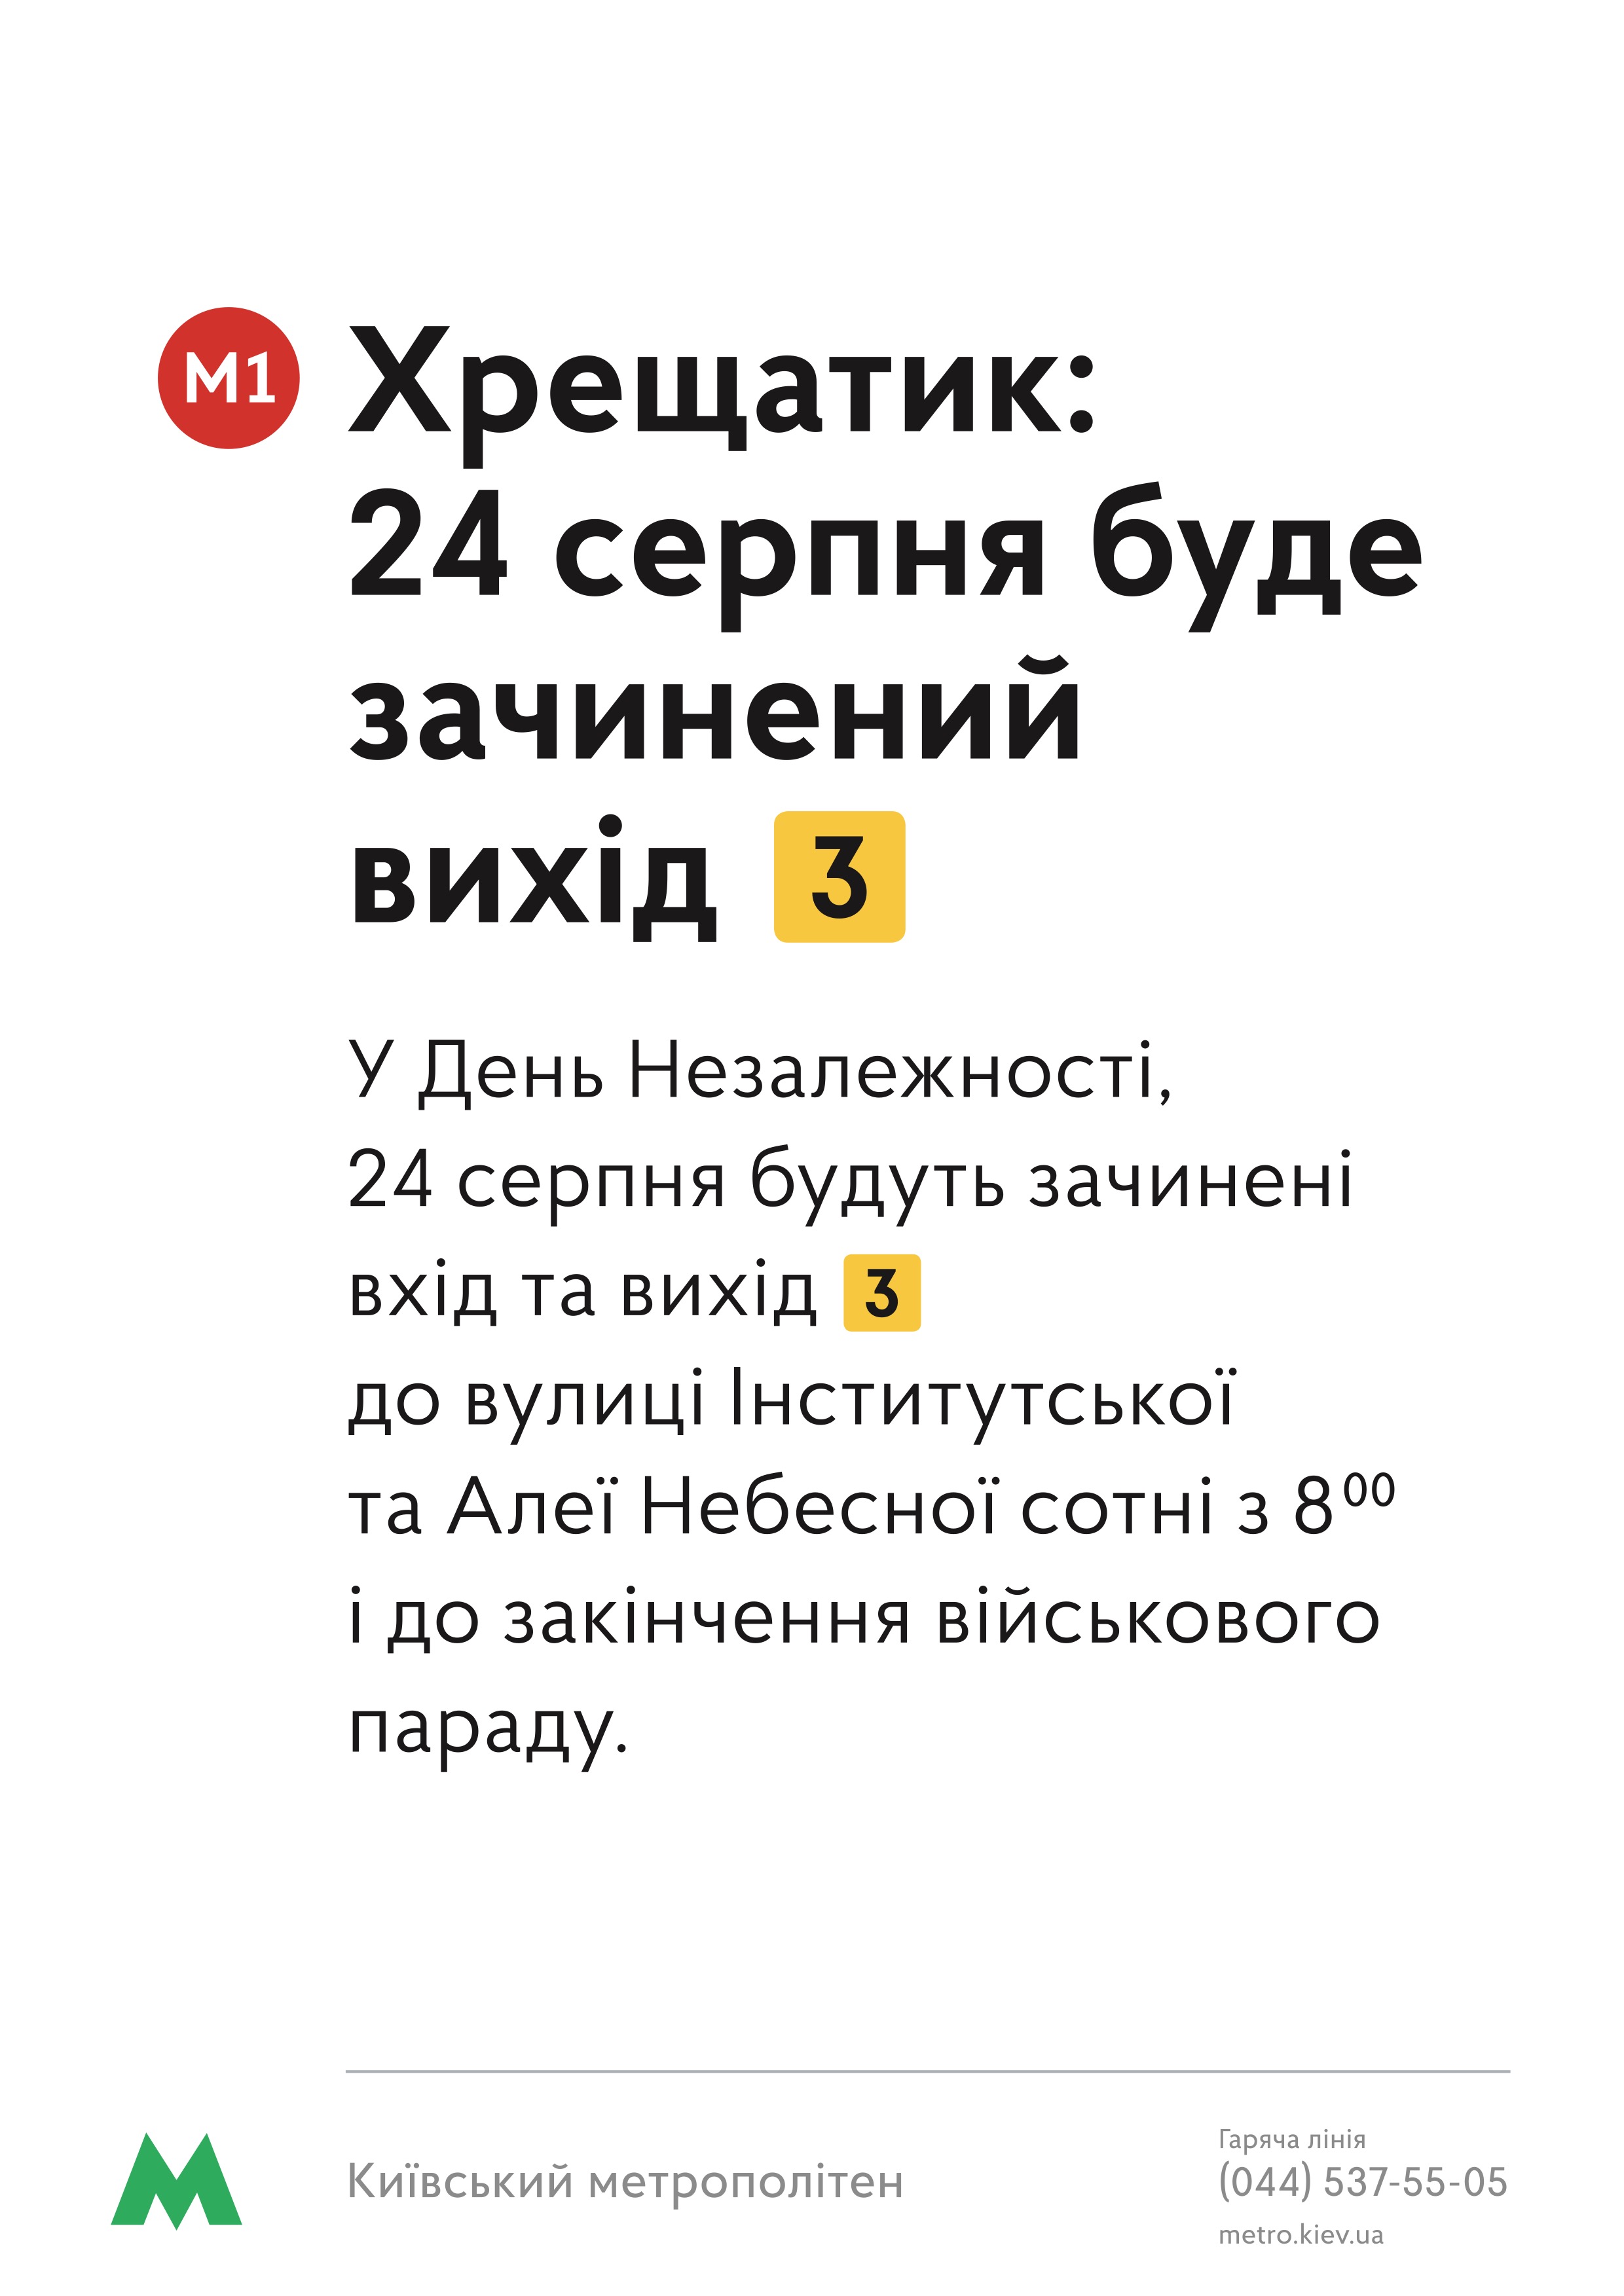 М1
Хрещатик:
24 серпня буде
зачинений
вихід 3
У День Незалежності,
24 серпня будуть зачинені
вхід та вихід 3
до вулиці Інститутської
та Алеї Небесної сотні з 8⁰⁰
і до закінчення військового
параду.
Київський метрополітен
Гаряча лінія
(044) 537-55-05
metro.kiev.ua